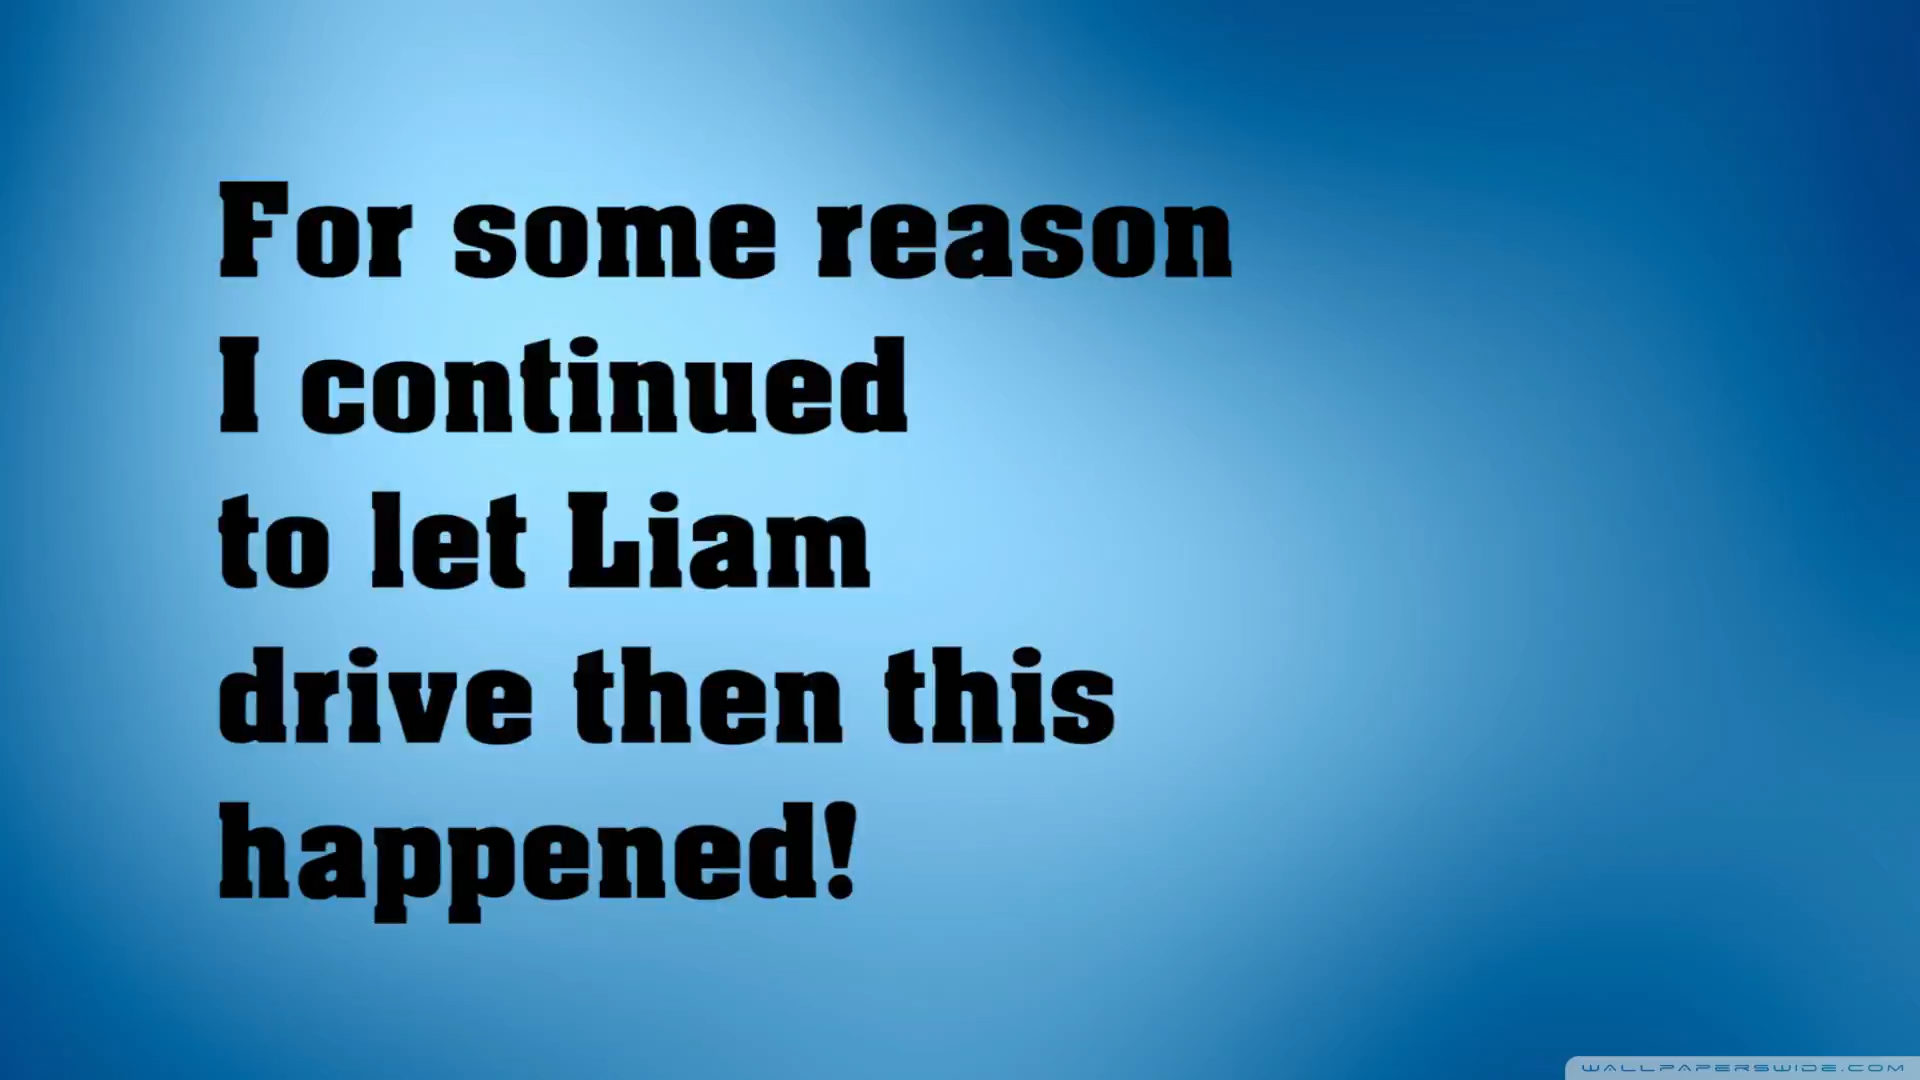 For some reason
I continued
to let Liam
drive then this
happened!
WALLPAPERSWIDE.COM